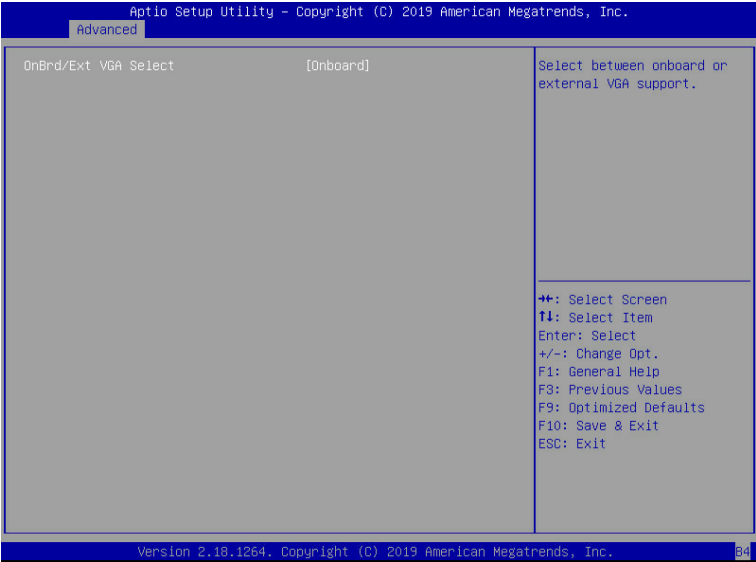 Aptio Setup Utility – Copyright (C) 2019 American Megatrends, Inc.
Advanced
OnBrd/Ext VGA Select [Onboard]
Select between onboard or
external VGA support.
→←: Select Screen
↑↓: Select Item
Enter: Select
+/-: Change Opt.
F1: General Help
F3: Previous Values
F9: Optimized Defaults
F10: Save & Exit
ESC: Exit
Version 2.18.1264. Copyright (C) 2019 American Megatrends, Inc.
B4